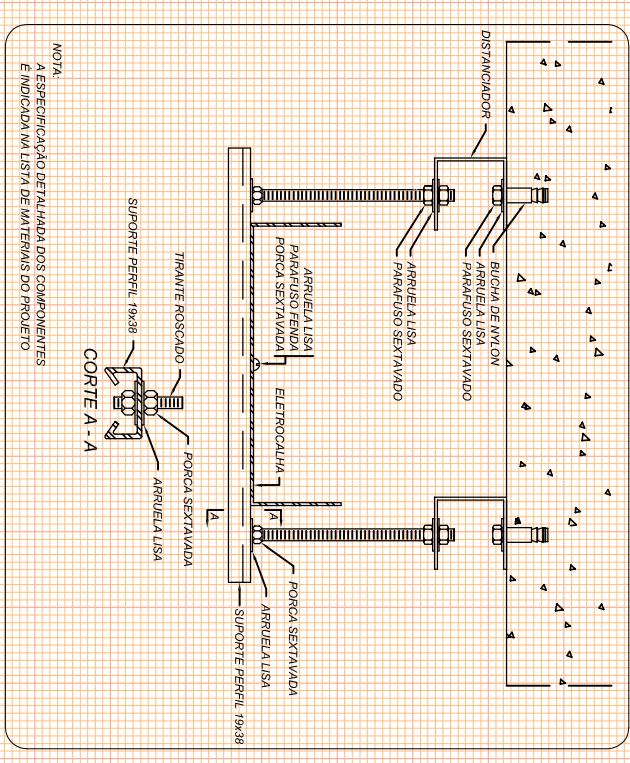 DISTANCIADOR
BUCHA DE NYLON
ARRUELA LISA
PARAFUSO SEXTAVADO
ARRUELA LISA
PARAFUSO SEXTAVADO
ARRUELA LISA
PARAFUSO FENDA
PORCA SEXTAVADA
ELETROCALHA
A
A
PORCA SEXTAVADA
ARRUELA LISA
SUPORTE PERFIL 19x38
TIRANTE ROSCADO
SUPORTE PERFIL 19x38
PORCA SEXTAVADA
ARRUELA LISA
CORTE A - A
NOTA:
A ESPECIFICAÇÃO DETALHADA DOS COMPONENTES
É INDICADA NA LISTA DE MATERIAIS DO PROJETO